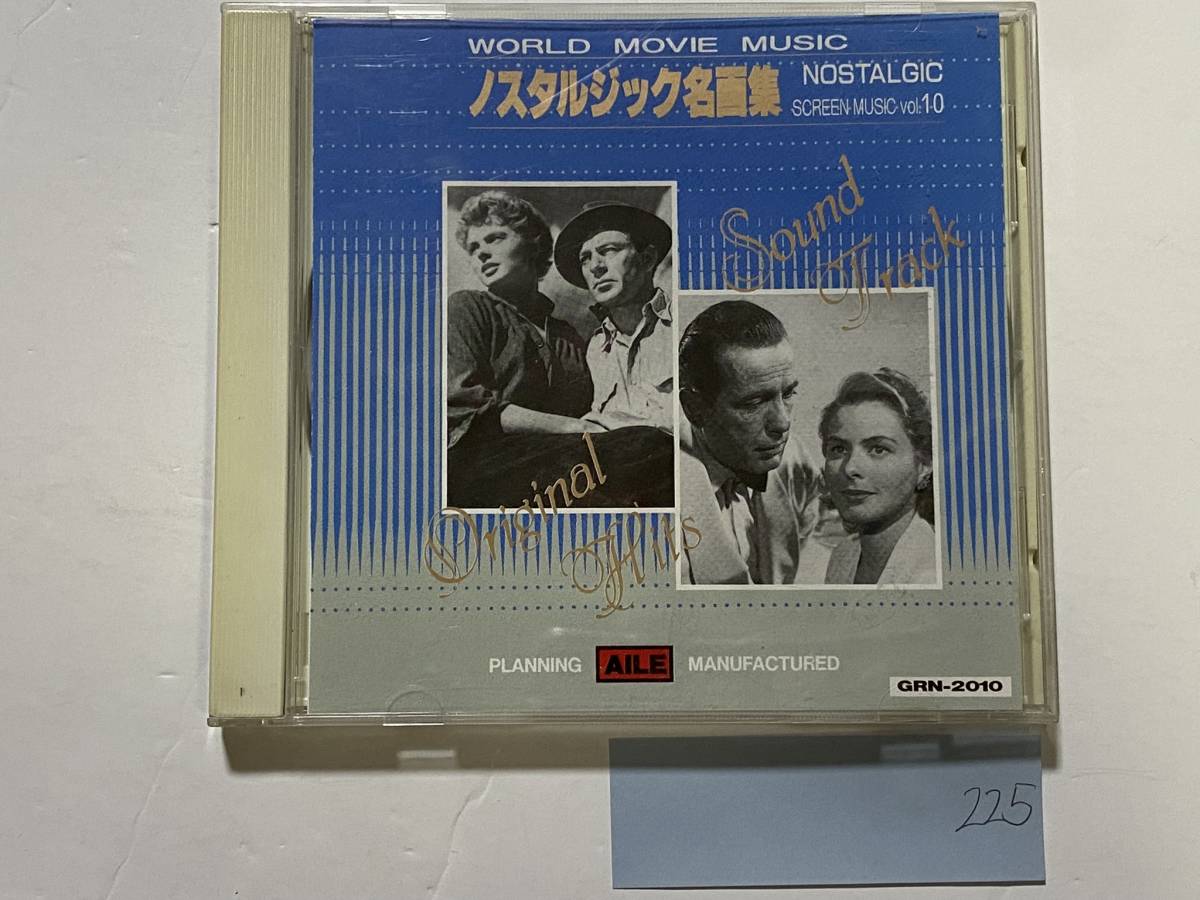 WORLD MOVIE MUSIC
ノスタルジック名画集
NOSTALGIC
SCREEN MUSIC vol.10
Sound
Track
Original
Hits
PLANNING AILE MANUFACTURED
GRN-2010
225